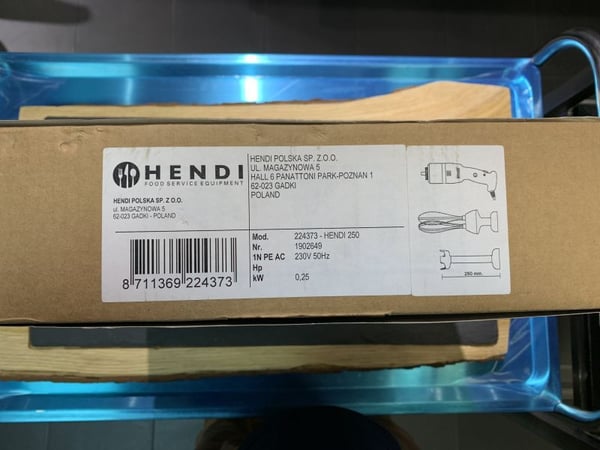 HENDI
FOOD SERVICE EQUIPMENT
HENDI POLSKA SP. Z.O.O.
ul. MAGAZYNOWA 5
62-023 GADKI - POLAND
8 711369 224373
HENDI POLSKA SP. Z.O.O.
UL. MAGAZYNOWA 5
HALL 6 PANATTONI PARK-POZNAN 1
62-023 GADKI
POLAND
Mod. 224373 - HENDI 250
Nr. 1902649
1N PE AC 230V 50Hz
Hp
kW 0,25
250 mm.